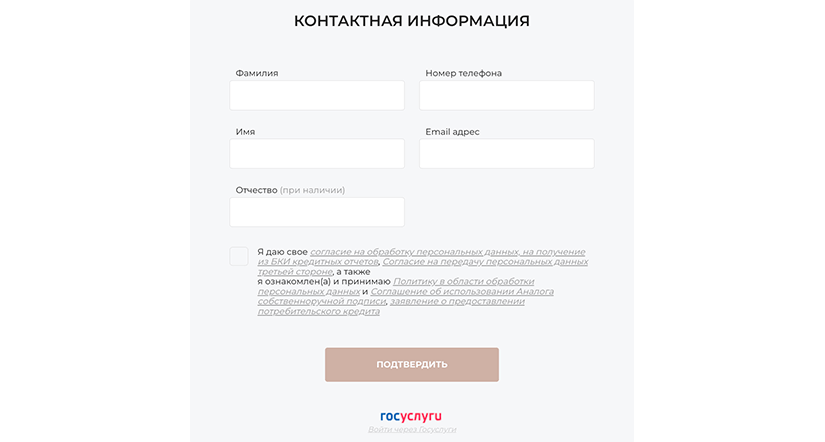 КОНТАКТНАЯ ИНФОРМАЦИЯ
Фамилия
Номер телефона
Имя
Email адрес
Отчество (при наличии)
Я даю свое согласие на обработку персональных данных, на получение
из БКИ кредитных отчетов, Согласие на передачу персональных данных
третьей стороне, а также
я ознакомлен(а) и принимаю Политику в области обработки
персональных данных и Соглашение об использовании Аналога
собственноручной подписи, заявление о предоставлении
потребительского кредита
ПОДТВЕРДИТЬ
госуслуги
Войти через Госуслуги